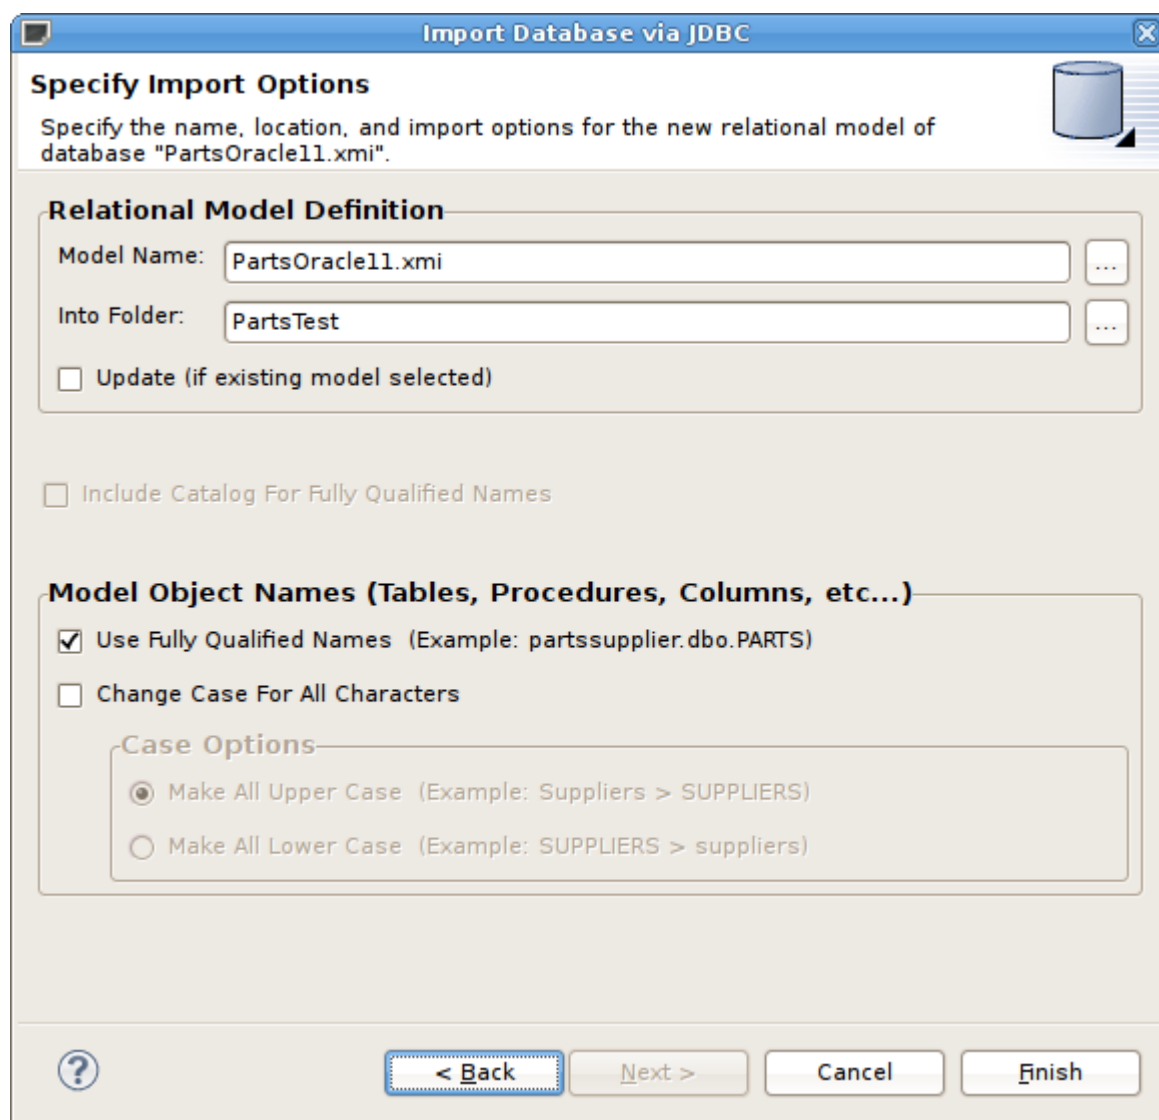 Import Database via JDBC
Specify Import Options
Specify the name, location, and import options for the new relational model of
database "PartsOracle11.xmi".
Relational Model Definition
Model Name: PartsOracle11.xmi ...
Into Folder: PartsTest ...
Update (if existing model selected)
Include Catalog For Fully Qualified Names
Model Object Names (Tables, Procedures, Columns, etc...)
Use Fully Qualified Names (Example: partssupplier.dbo.PARTS)
Change Case For All Characters
Case Options
Make All Upper Case (Example: Suppliers > SUPPLIERS)
Make All Lower Case (Example: SUPPLIERS > suppliers)
? < Back Next > Cancel Finish